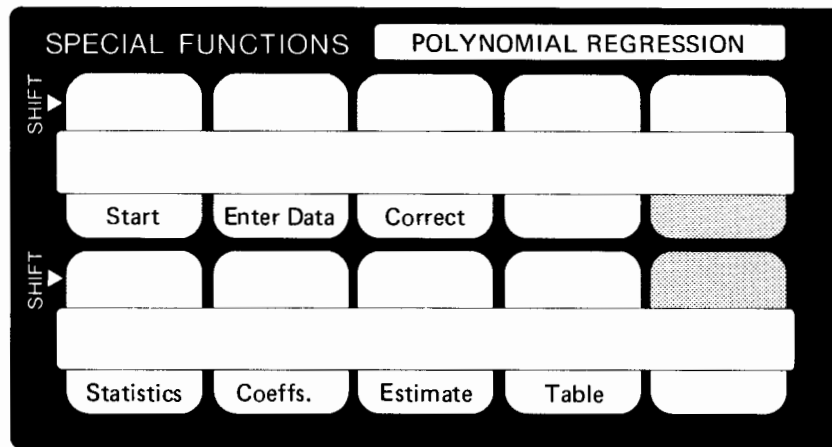 SPECIAL FUNCTIONS POLYNOMIAL REGRESSION
SHIFT
Start Enter Data Correct
SHIFT
Statistics Coeffs. Estimate Table